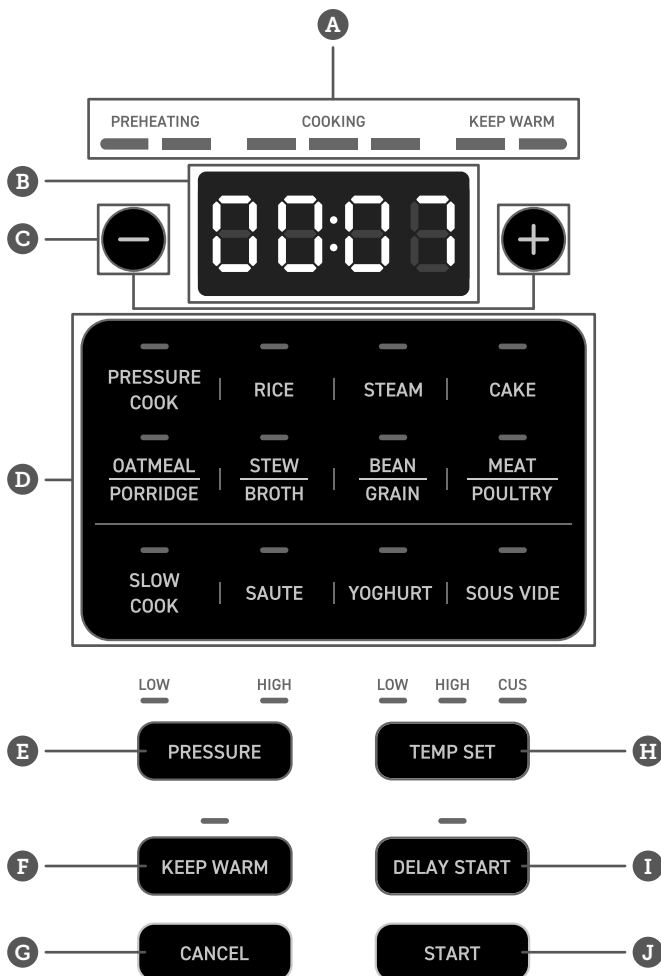 A
PREHEATING COOKING KEEP WARM
B
00:07
C
− +
PRESSURE COOK | RICE | STEAM | CAKE
D
OATMEAL PORRIDGE | STEW BROTH | BEAN GRAIN | MEAT POULTRY
SLOW COOK | SAUTE | YOGHURT | SOUS VIDE
LOW HIGH LOW HIGH CUS
E PRESSURE TEMP SET H
F KEEP WARM DELAY START I
G CANCEL START J